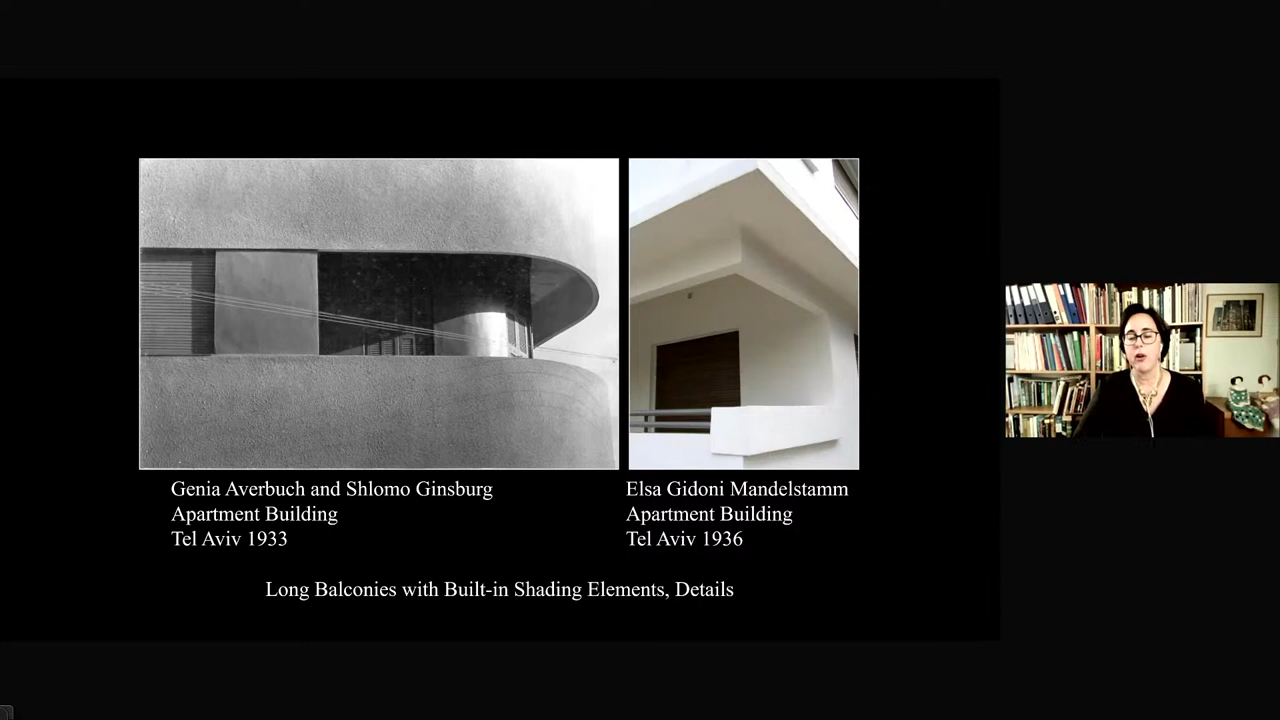 Genia Averbuch and Shlomo Ginsburg
Apartment Building
Tel Aviv 1933
Elsa Gidoni Mandelstamm
Apartment Building
Tel Aviv 1936
Long Balconies with Built-in Shading Elements, Details